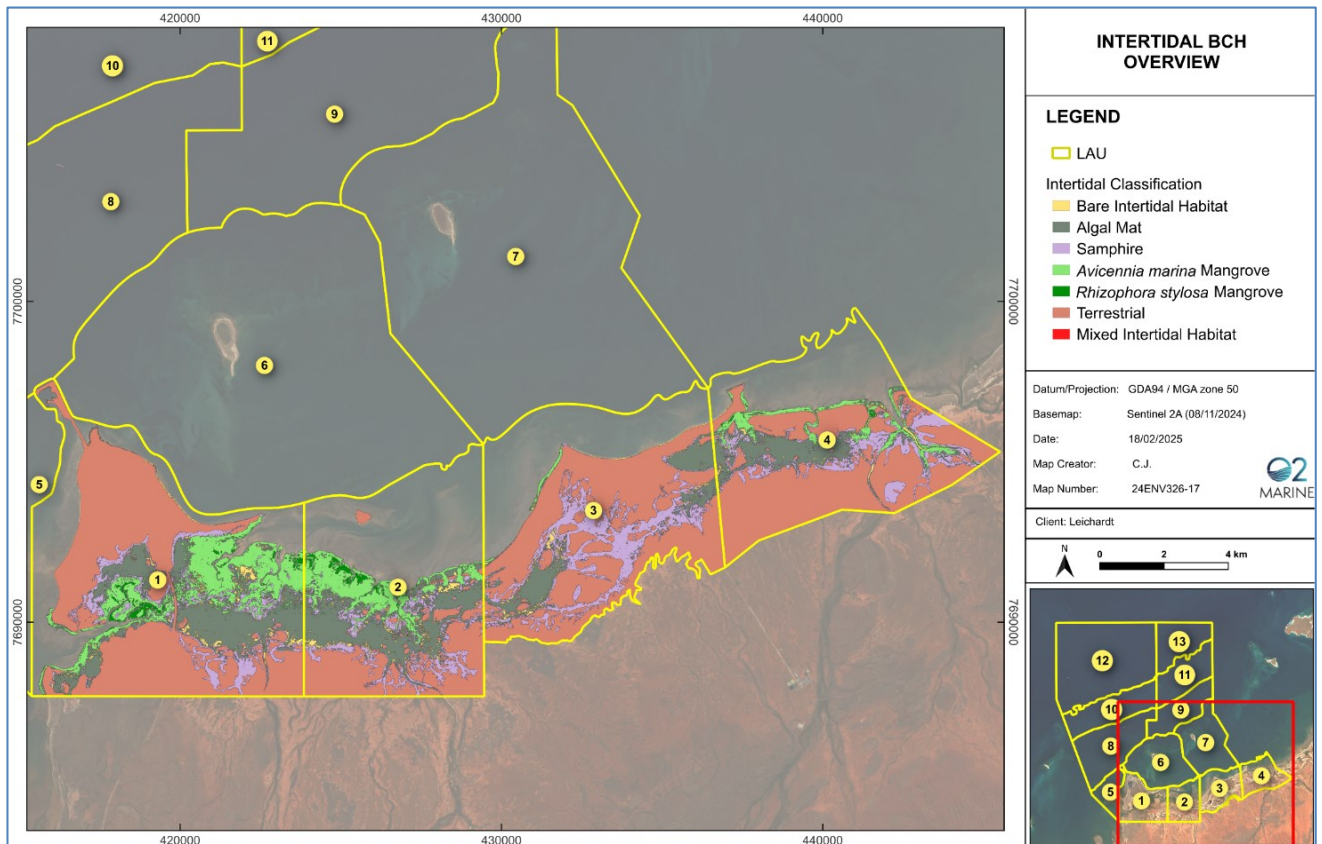 420000
430000
440000
11
10
9
8
7
7700000
7700000
6
5
4
3
1
2
7690000
7690000
420000
430000
440000
INTERTIDAL BCH
OVERVIEW
LEGEND
LAU
Intertidal Classification
Bare Intertidal Habitat
Algal Mat
Samphire
Avicennia marina Mangrove
Rhizophora stylosa Mangrove
Terrestrial
Mixed Intertidal Habitat
Datum/Projection: GDA94 / MGA zone 50
Basemap: Sentinel 2A (08/11/2024)
Date: 18/02/2025
Map Creator: C.J.
Map Number: 24ENV326-17
O2
MARINE
Client: Leichardt
N
0 2 4 km
13
12
11
10
9
8
7
6
5
4
3
1
2